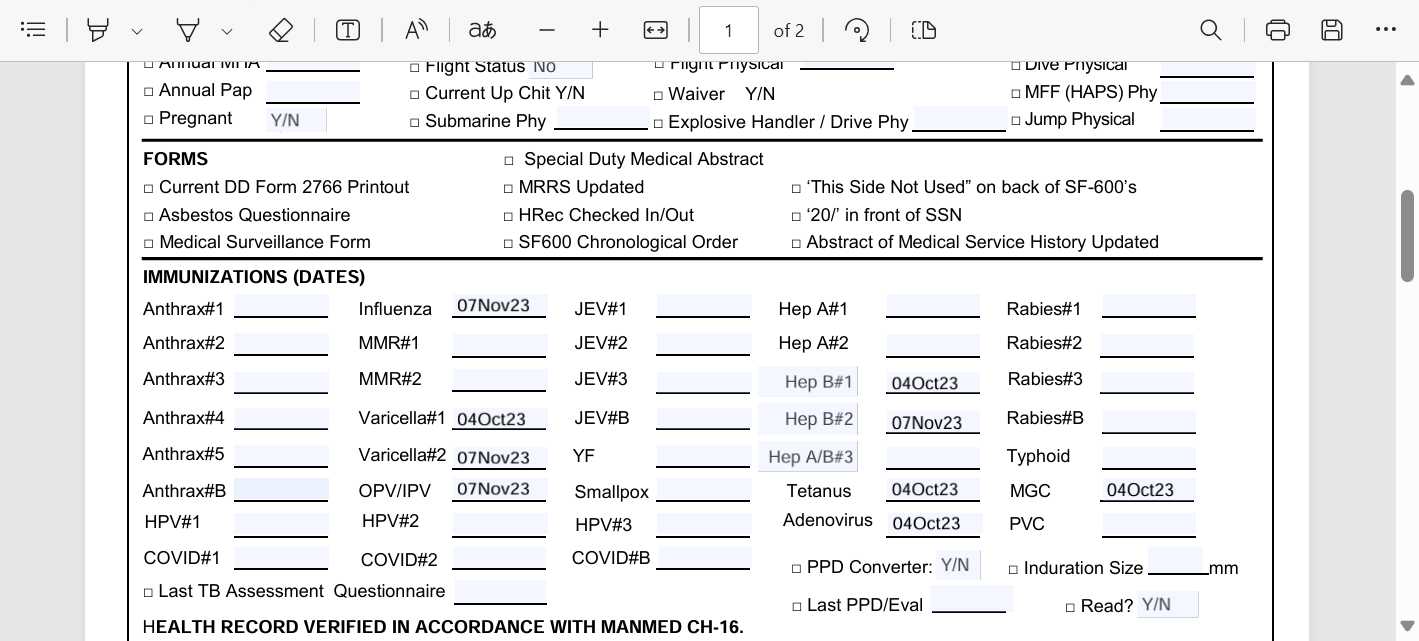 1 of 2
Annual MHA Flight Status No Flight Physical Dive Physical
Annual Pap Current Up Chit Y/N Waiver Y/N MFF (HAPS) Phy
Pregnant Y/N Submarine Phy Explosive Handler / Drive Phy Jump Physical
FORMS Special Duty Medical Abstract
Current DD Form 2766 Printout MRRS Updated ‘This Side Not Used” on back of SF-600’s
Asbestos Questionnaire HRec Checked In/Out ‘20/’ in front of SSN
Medical Surveillance Form SF600 Chronological Order Abstract of Medical Service History Updated
IMMUNIZATIONS (DATES)
Anthrax#1 Influenza 07Nov23 JEV#1 Hep A#1 Rabies#1
Anthrax#2 MMR#1 JEV#2 Hep A#2 Rabies#2
Anthrax#3 MMR#2 JEV#3 Hep B#1 04Oct23 Rabies#3
Anthrax#4 Varicella#1 04Oct23 JEV#B Hep B#2 07Nov23 Rabies#B
Anthrax#5 Varicella#2 07Nov23 YF Hep A/B#3 Typhoid
Anthrax#B OPV/IPV 07Nov23 Smallpox Tetanus 04Oct23 MGC 04Oct23
HPV#1 HPV#2 HPV#3 Adenovirus 04Oct23 PVC
COVID#1 COVID#2 COVID#B PPD Converter: Y/N Induration Size mm
Last TB Assessment Questionnaire Last PPD/Eval Read? Y/N
HEALTH RECORD VERIFIED IN ACCORDANCE WITH MANMED CH-16.